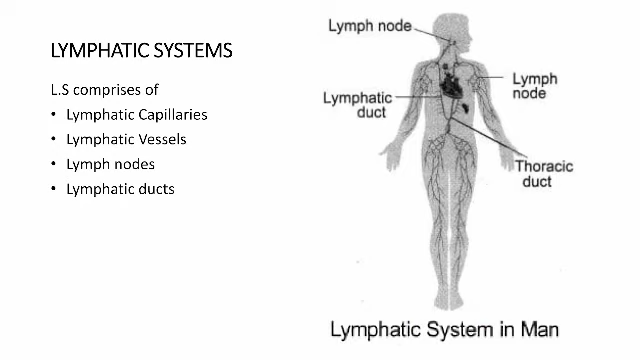 LYMPHATIC SYSTEMS
L.S comprises of
• Lymphatic Capillaries
• Lymphatic Vessels
• Lymph nodes
• Lymphatic ducts
Lymph node
Lymph
node
Lymphatic
duct
Thoracic
duct
Lymphatic System in Man